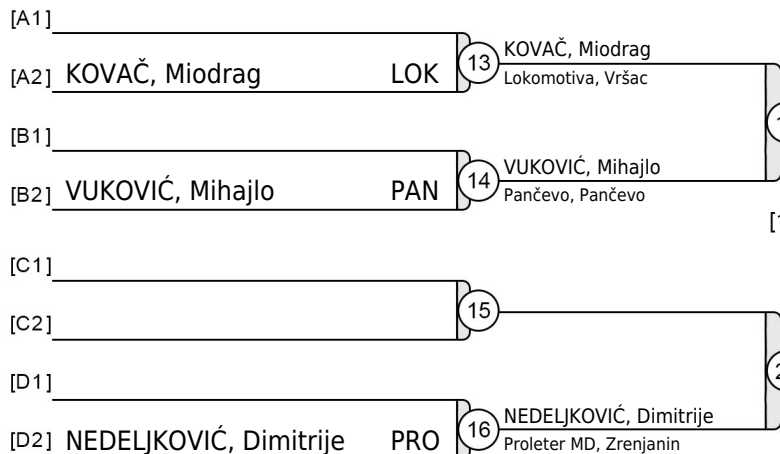 [A1]
[A2] KOVAČ, Miodrag LOK
13
KOVAČ, Miodrag
Lokomotiva, Vršac
[B1]
[B2] VUKOVIĆ, Mihajlo PAN
14
VUKOVIĆ, Mihajlo
Pančevo, Pančevo
[C1]
[C2]
15
[D1]
[D2] NEDELJKOVIĆ, Dimitrije PRO
16
NEDELJKOVIĆ, Dimitrije
Proleter MD, Zrenjanin